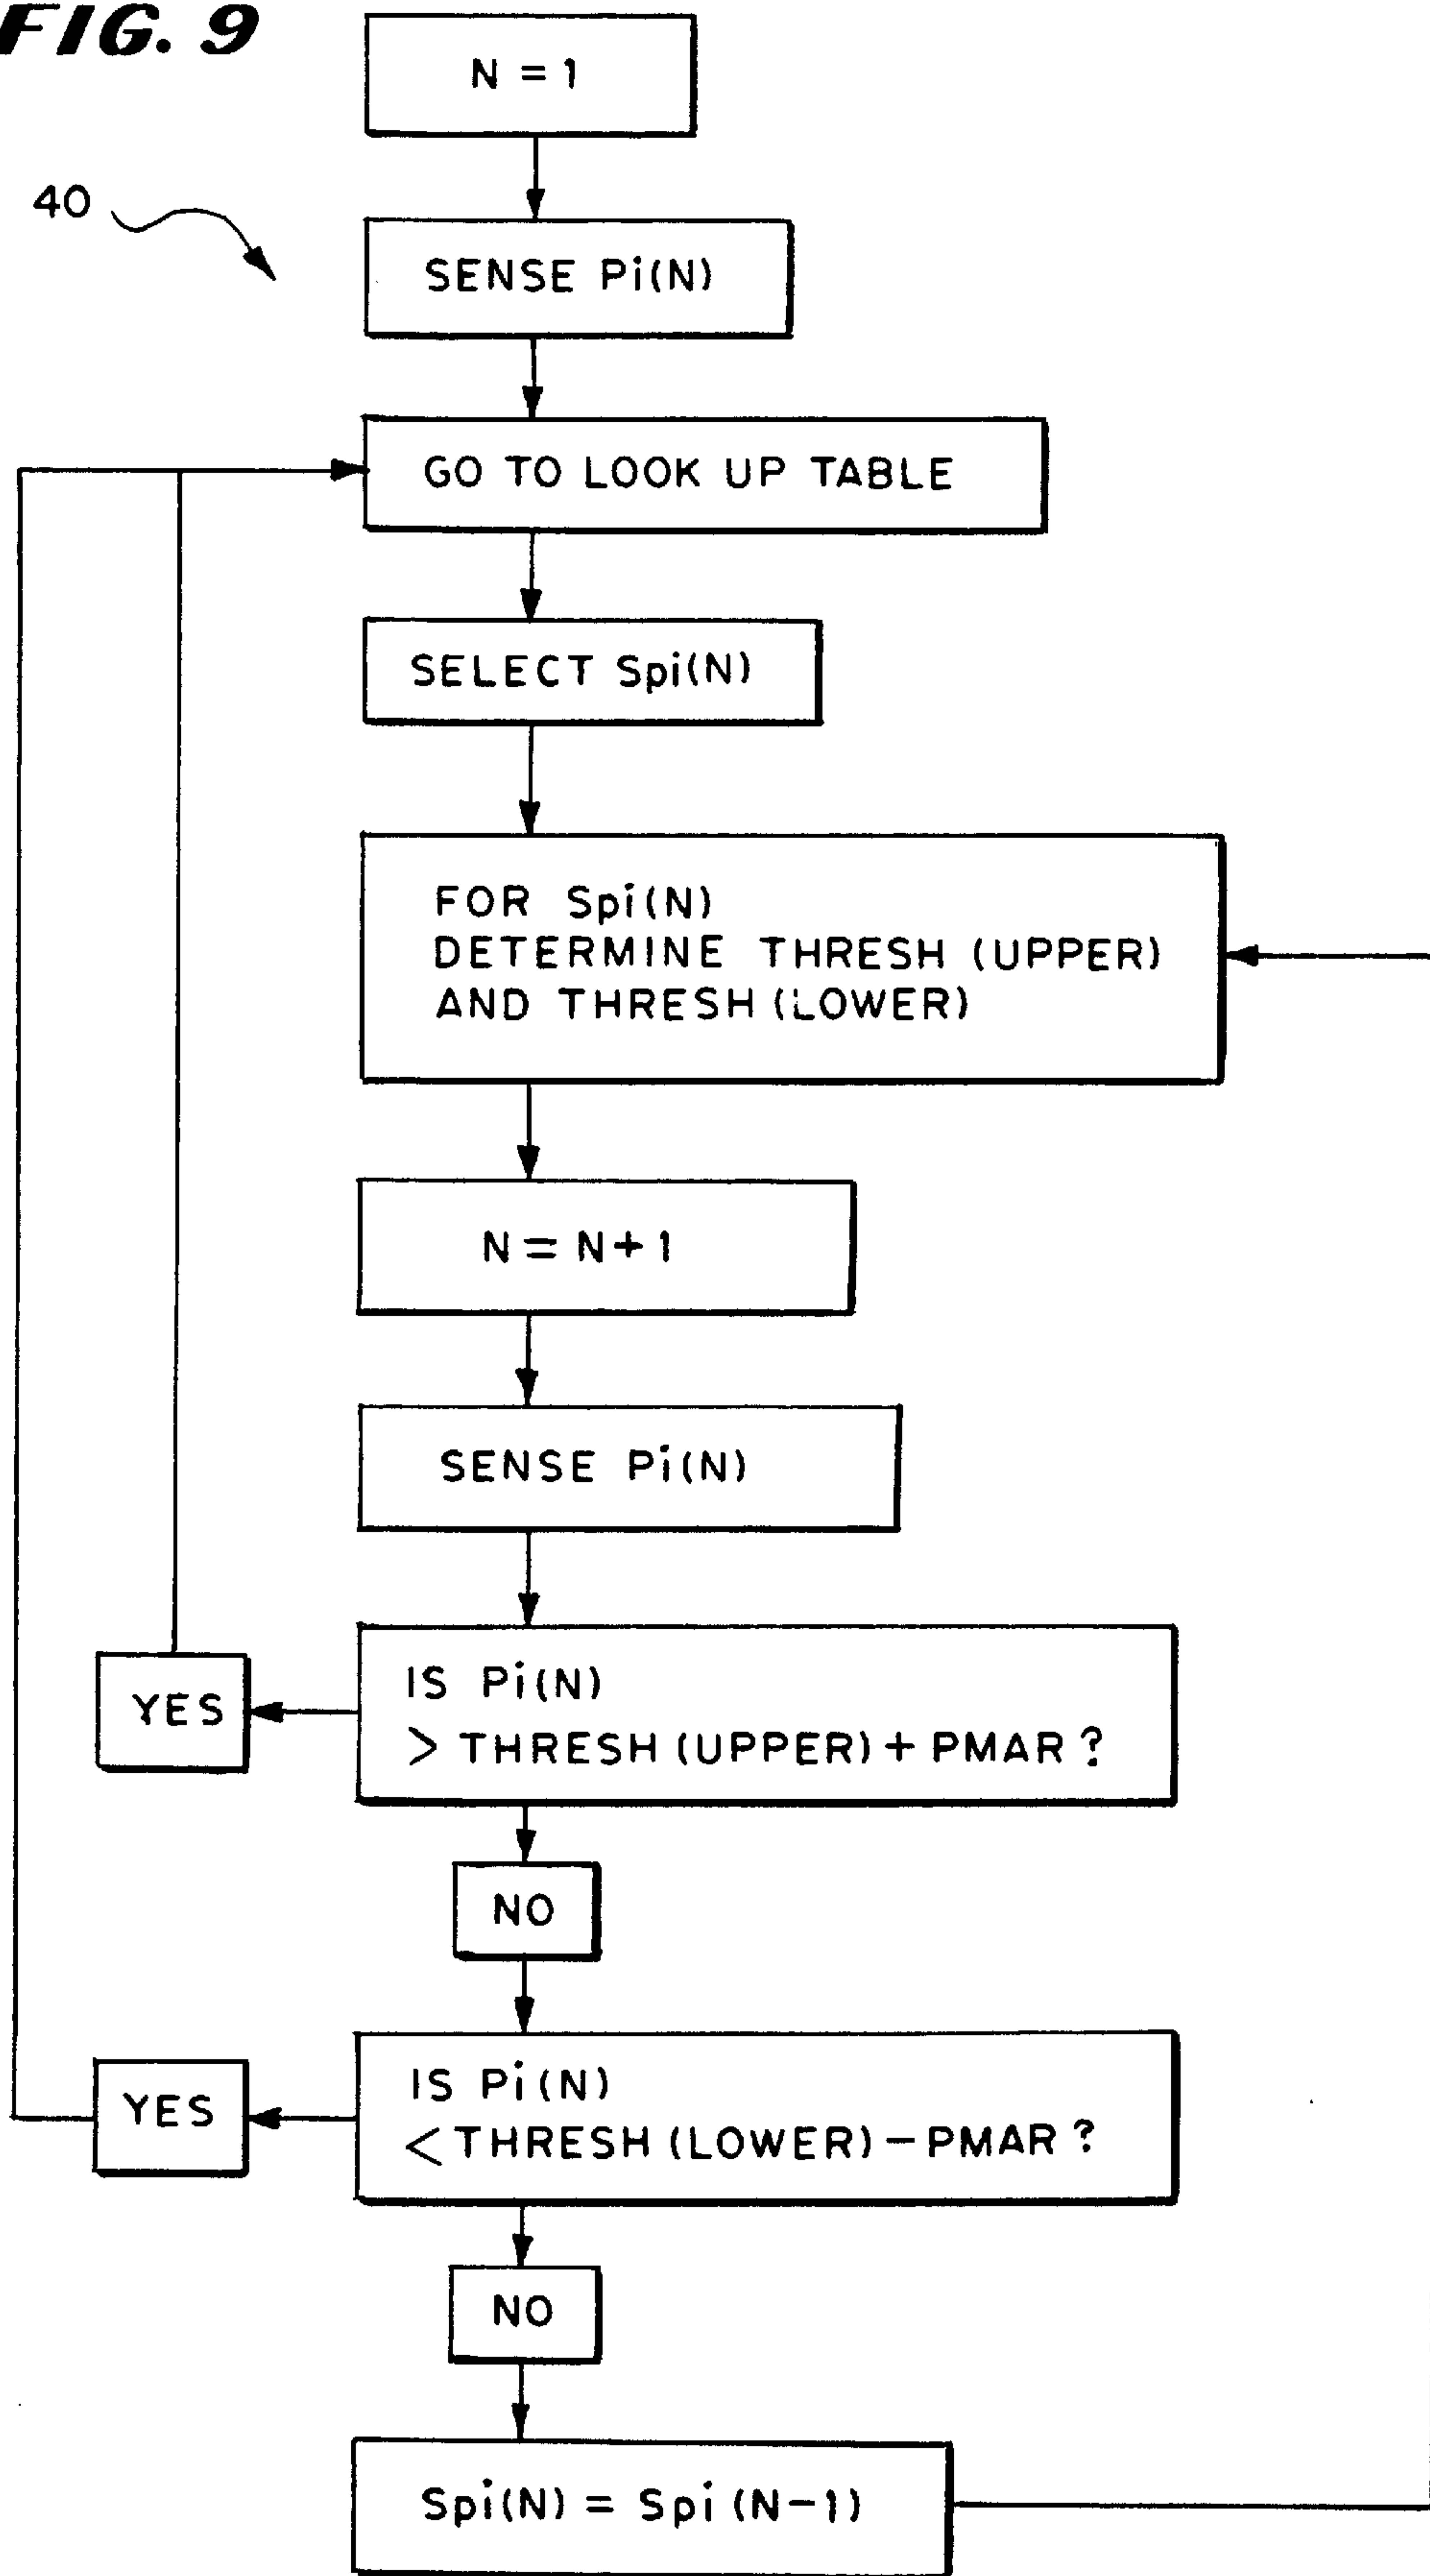 FIG. 9
N = 1
40
SENSE Pi(N)
GO TO LOOK UP TABLE
SELECT Spi(N)
FOR Spi(N)
DETERMINE THRESH (UPPER)
AND THRESH (LOWER)
N = N + 1
SENSE Pi(N)
IS Pi(N)
> THRESH (UPPER) + PMAR ?
YES
NO
IS Pi(N)
< THRESH (LOWER) – PMAR ?
YES
NO
Spi(N) = Spi (N–1)